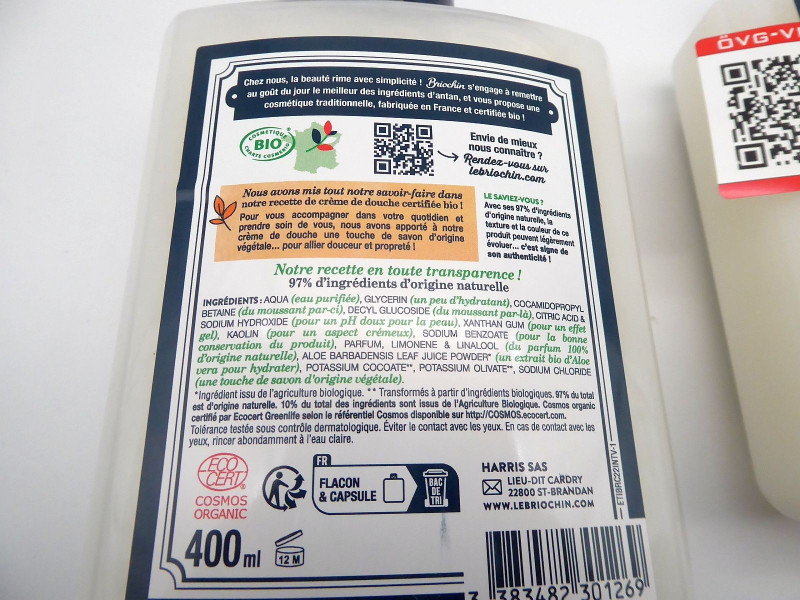 Chez nous, la beauté rime avec simplicité ! Briochin s'engage à remettre
au goût du jour le meilleur des ingrédients d'antan, et vous propose une
cosmétique traditionnelle, fabriquée en France et certifiée bio !
COSMÉTIQUE
BIO
CHARTE COSMEBIO
Envie de mieux
nous connaître ?
Rendez-vous sur
lebriochin.com
ÖVG-V
Nous avons mis tout notre savoir-faire dans
notre recette de crème de douche certifiée bio !
Pour vous accompagner dans votre quotidien et
prendre soin de vous, nous avons apporté à notre
crème de douche une touche de savon d'origine
végétale... pour allier douceur et propreté !
LE SAVIEZ-VOUS ?
Avec ses 97% d'ingrédients
d'origine naturelle, la
texture et la couleur de ce
produit peuvent légèrement
évoluer... c'est signe de
son authenticité !
Notre recette en toute transparence !
97% d'ingrédients d'origine naturelle
INGRÉDIENTS : AQUA (eau purifiée), GLYCERIN (un peu d'hydratant), COCAMIDOPROPYL
BETAINE (du moussant par-ci), DECYL GLUCOSIDE (du moussant par-là), CITRIC ACID &
SODIUM HYDROXIDE (pour un pH doux pour la peau), XANTHAN GUM (pour un effet
gel), KAOLIN (pour un aspect crémeux), SODIUM BENZOATE (pour la bonne
conservation du produit), PARFUM, LIMONENE & LINALOOL (du parfum 100%
d'origine naturelle), ALOE BARBADENSIS LEAF JUICE POWDER* (un extrait bio d'Aloe
vera pour hydrater), POTASSIUM COCOATE**, POTASSIUM OLIVATE**, SODIUM CHLORIDE
(une touche de savon d'origine végétale).
*Ingrédient issu de l'agriculture biologique. ** Transformés à partir d'ingrédients biologiques. 97% du total
est d'origine naturelle. 10% du total des ingrédients sont issus de l'Agriculture Biologique. Cosmos organic
certifié par Ecocert Greenlife selon le référentiel Cosmos disponible sur http://COSMOS.ecocert.com.
Tolérance testée sous contrôle dermatologique. Éviter le contact avec les yeux. En cas de contact avec les
yeux, rincer abondamment à l'eau claire.
ECO
CERT
COSMOS
ORGANIC
FR
FLACON
& CAPSULE
BAC
DE TRI
HARRIS SAS
LIEU-DIT CARDRY
22800 ST-BRANDAN
WWW.LEBRIOCHIN.COM
ETIBRC22INTV-1
400 ml
12 M
3 383482 301269